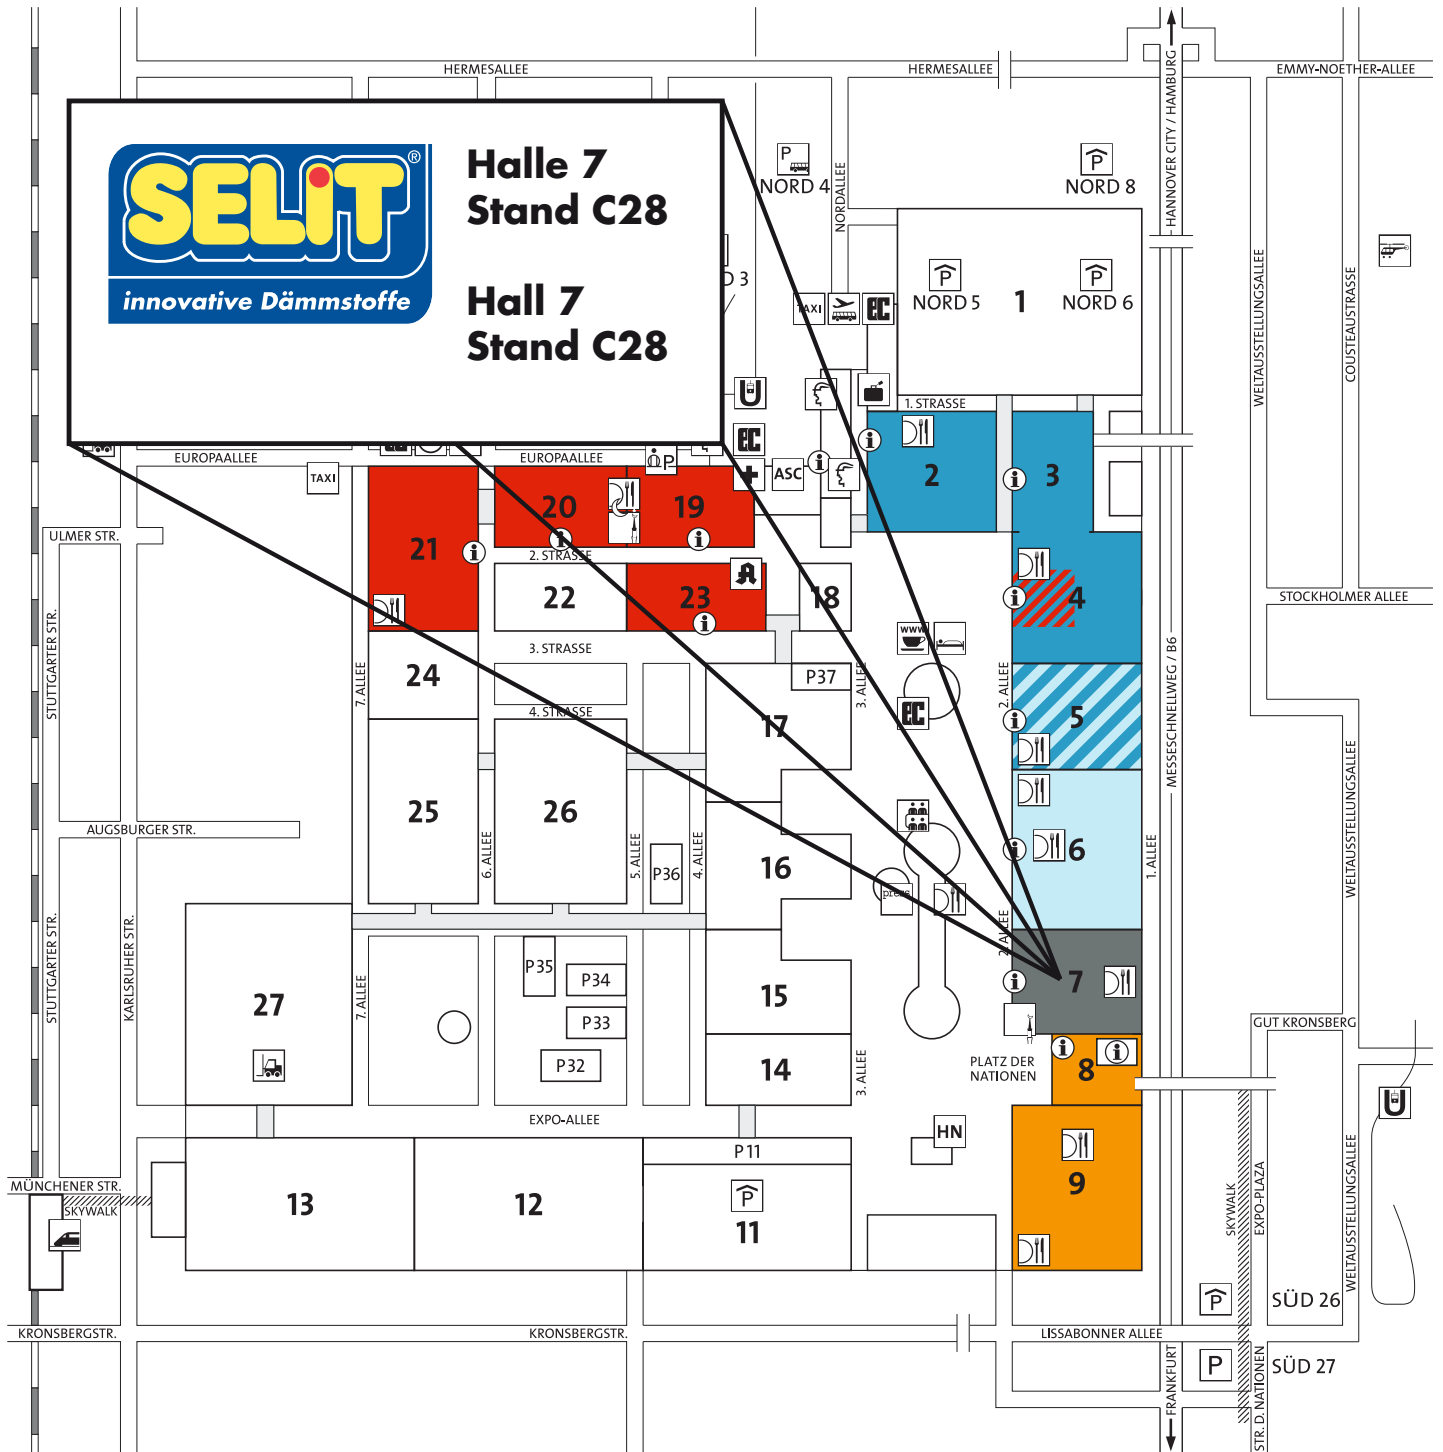 HERMESALLEE
HERMESALLEE
EMMY-NOETHER-ALLEE
HANNOVER CITY / HAMBURG
SELIT®
innovative Dämmstoffe
Halle 7
Stand C28
Hall 7
Stand C28
P
NORD 4
P
NORD 8
NORDALLEE
D 3
P
NORD 5
1
P
NORD 6
WELTAUSSTELLUNGSALLEE
COUSTEAUSTRASSE
TAXI
EC
U
1. STRASSE
EC
i
2
3
i
EUROPAALLEE
EUROPAALLEE
P
TAXI
ASC
i
20
19
21
i
i
i
ULMER STR.
2. STRASSE
22
23
i
18
i
4
STOCKHOLMER ALLEE
STUTTGARTER STR.
7. ALLEE
24
3. STRASSE
4. STRASSE
P37
3. ALLEE
WWW
EC
2. ALLEE
i
5
17
MESSESCHNELLWEG / B6
25
26
AUGSBURGER STR.
6. ALLEE
5. ALLEE
P36
4. ALLEE
16
press
i
6
1. ALLEE
WELTAUSSTELLUNGSALLEE
STUTTGARTER STR.
KARLSRUHER STR.
27
7. ALLEE
P35
P34
P33
P32
15
14
3. ALLEE
2. ALLEE
i
7
PLATZ DER
NATIONEN
i
i
8
GUT KRONSBERG
U
EXPO-ALLEE
HN
P11
P
11
12
13
9
MÜNCHENER STR.
SKYWALK
SKYWALK
EXPO-PLAZA
WELTAUSSTELLUNGSALLEE
P
SÜD 26
KRONSBERGSTR.
KRONSBERGSTR.
LISSABONNER ALLEE
P
SÜD 27
FRANKFURT
STR. D. NATIONEN